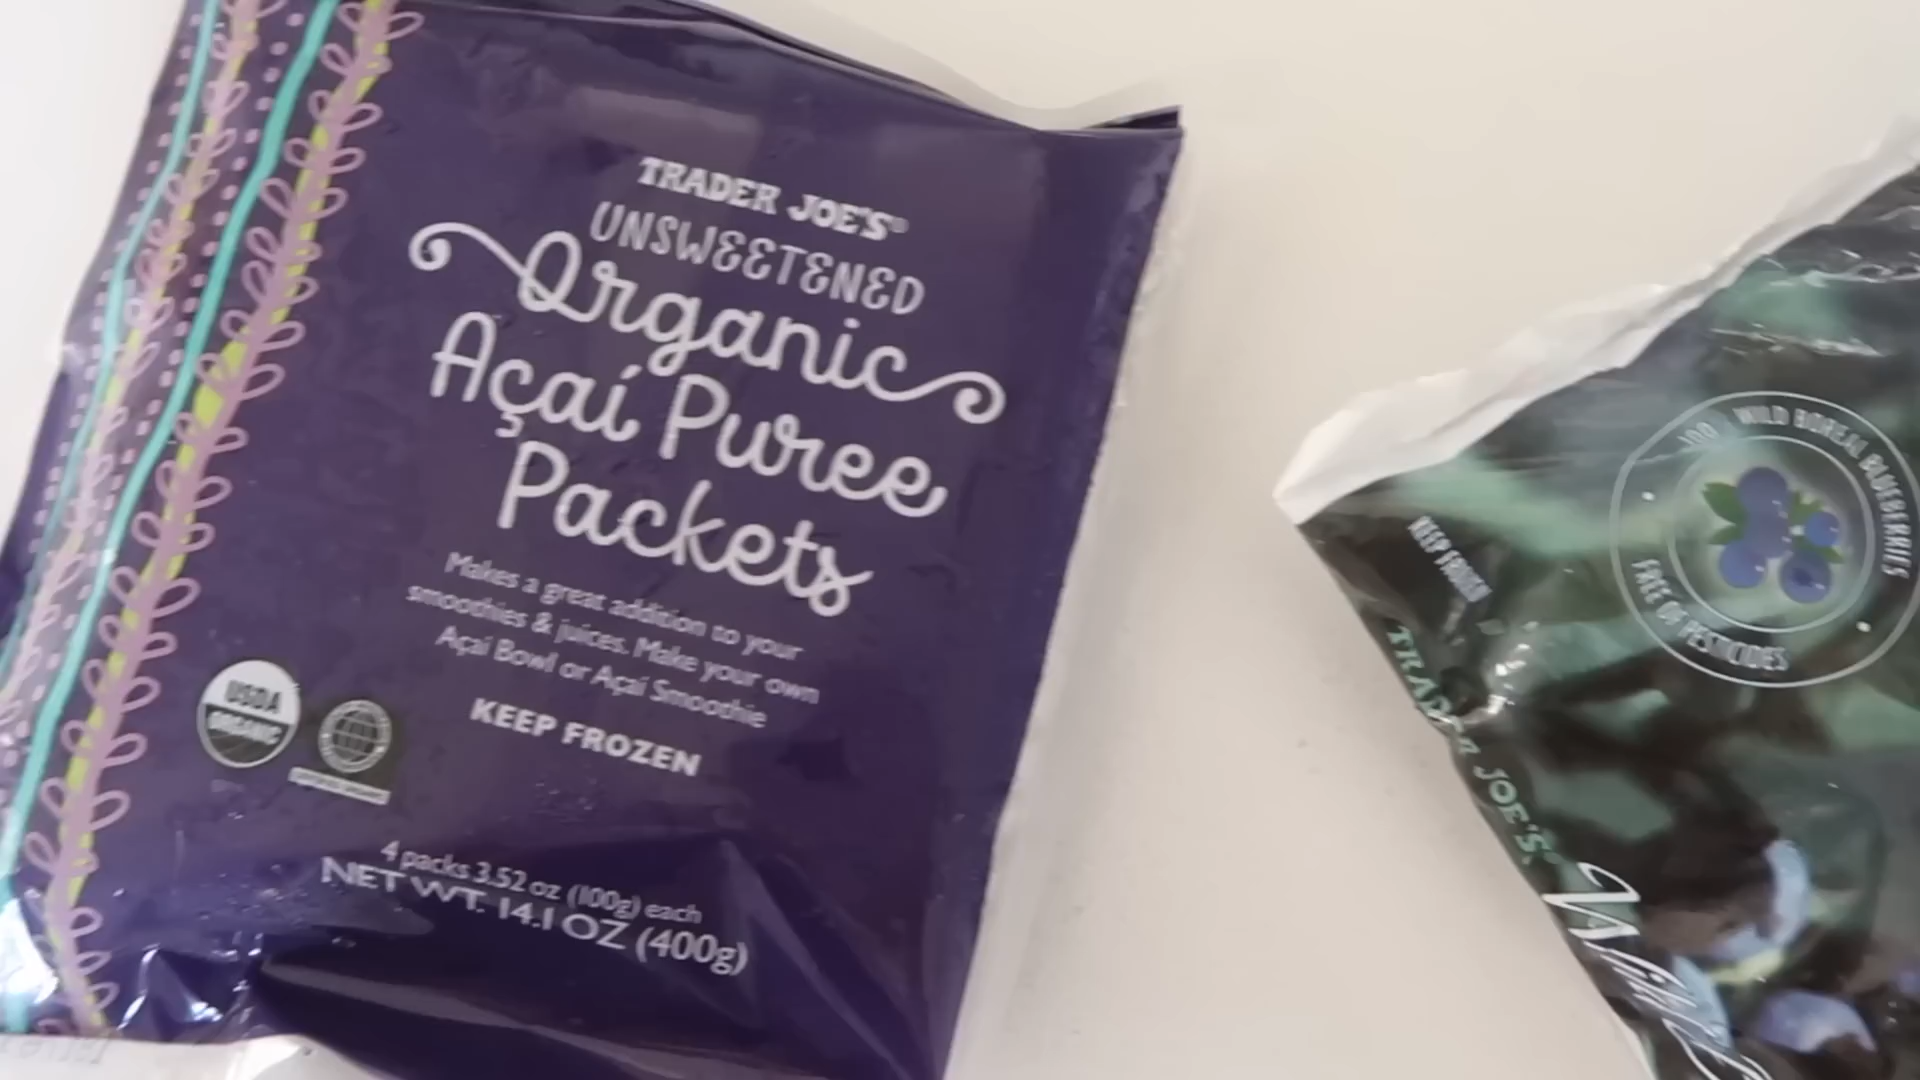 TRADER JOE'S®
UNSWEETENED
Organic
Açaí Puree
Packets
Makes a great addition to your
smoothies & juices. Make your own
Açaí Bowl or Açaí Smoothie
KEEP FROZEN
USDA
ORGANIC
4 packs 3.52 oz (100g) each
NET WT. 14.1 OZ (400g)
WILD BOREAL BLUEBERRIES
FREE OF PESTICIDES
KEEP FROZEN
TRADER JOE'S